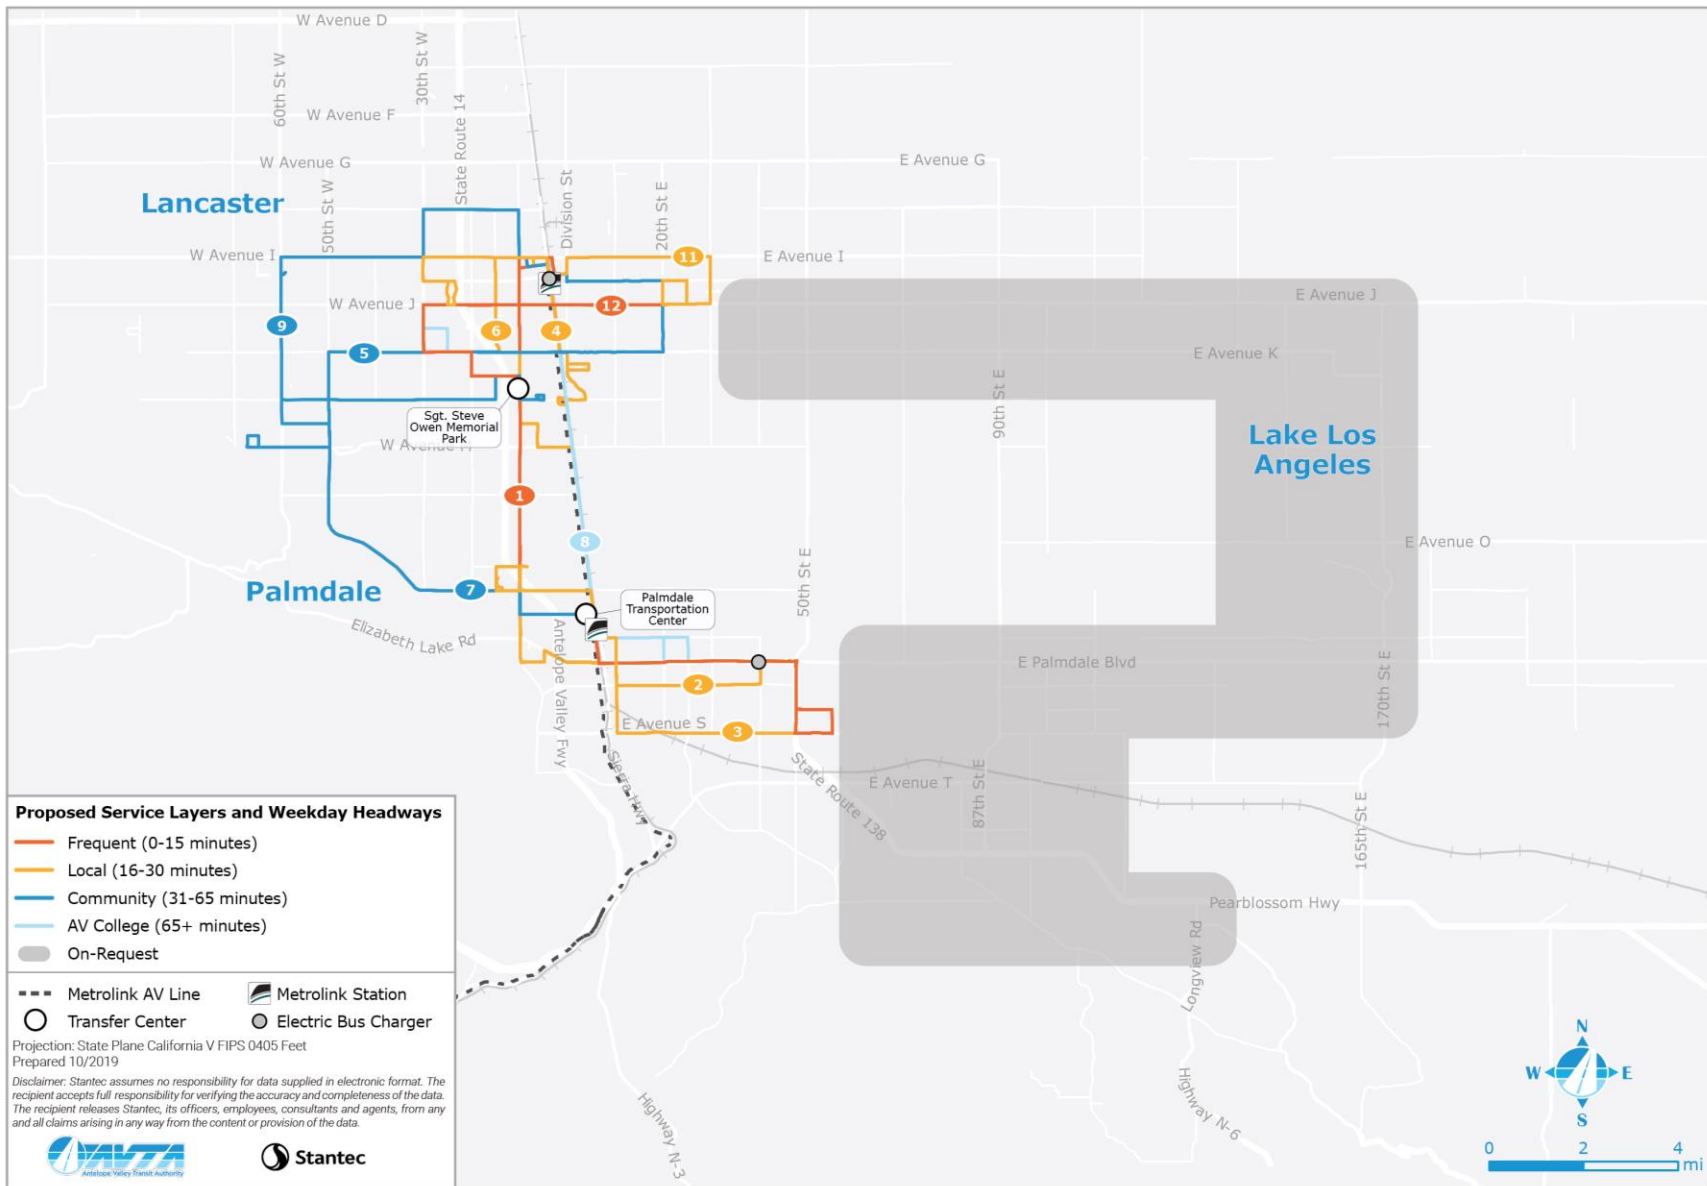 W Avenue D
60th St W
30th St W
State Route 14
W Avenue F
W Avenue G
E Avenue G
Lancaster
50th St W
Division St
20th St E
W Avenue I
11
E Avenue I
W Avenue J
12
E Avenue J
9
6
4
5
E Avenue K
Sgt. Steve
Owen Memorial
Park
90th St E
Lake Los
Angeles
1
8
E Avenue O
50th St E
Palmdale
7
Palmdale
Transportation
Center
Elizabeth Lake Rd
Antelope Valley Fwy
E Palmdale Blvd
2
170th St E
E Avenue S
3
Sierra Hwy
State Route 138
E Avenue T
87th St E
165th St E
Pearblossom Hwy
Longview Rd
Highway N-6
Highway N-3
Proposed Service Layers and Weekday Headways
Frequent (0-15 minutes)
Local (16-30 minutes)
Community (31-65 minutes)
AV College (65+ minutes)
On-Request
Metrolink AV Line
Metrolink Station
Transfer Center
Electric Bus Charger
Projection: State Plane California V FIPS 0405 Feet
Prepared 10/2019
Disclaimer: Stantec assumes no responsibility for data supplied in electronic format. The
recipient accepts full responsibility for verifying the accuracy and completeness of the data.
The recipient releases Stantec, its officers, employees, consultants and agents, from any
and all claims arising in any way from the content or provision of the data.
AVTA
Antelope Valley Transit Authority
Stantec
N
W E
S
0 2 4
mi